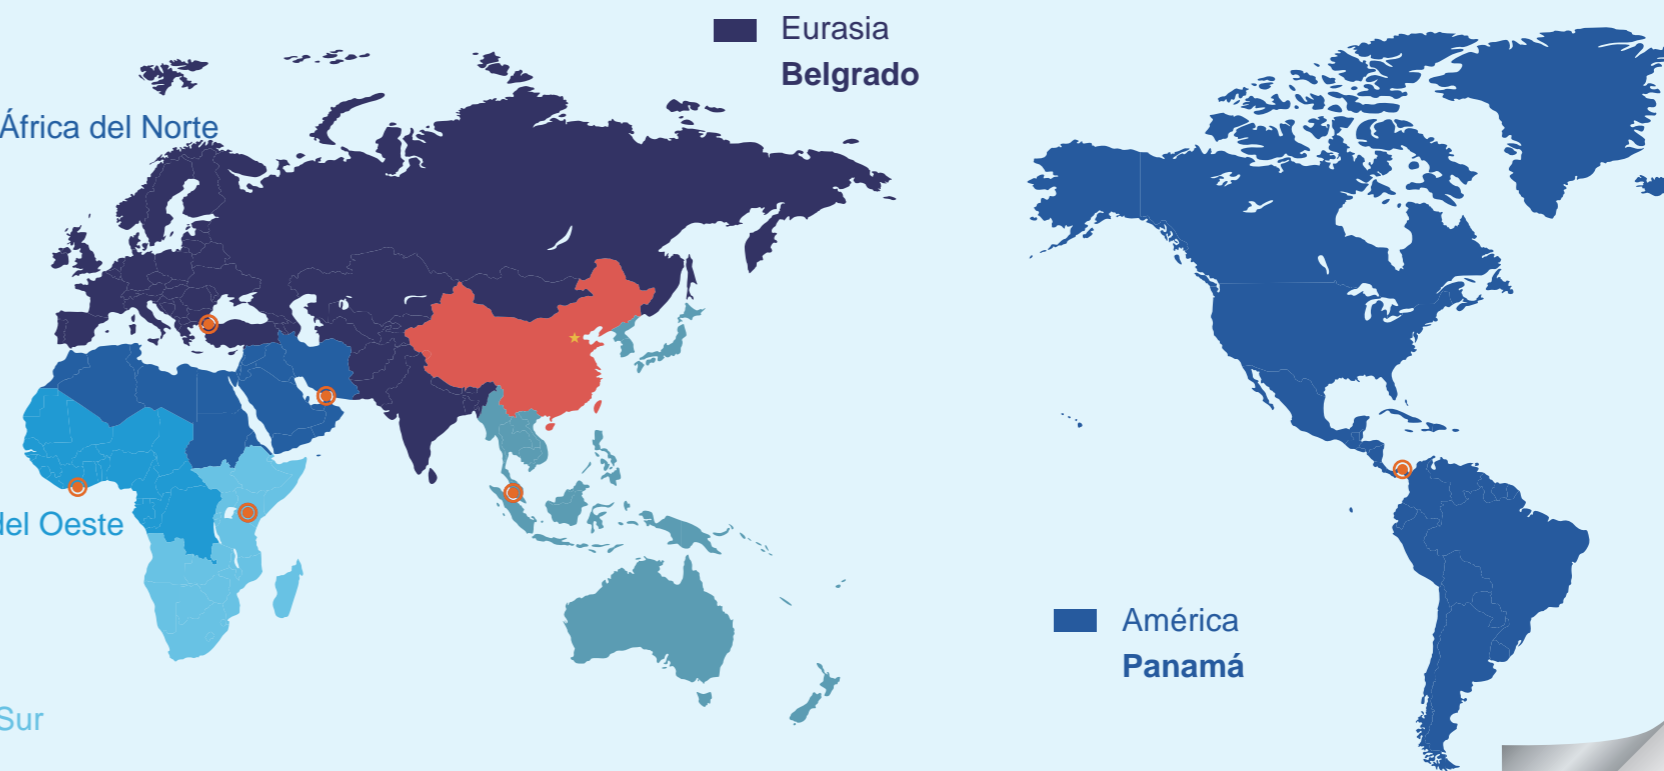 Eurasia
Belgrado
África del Norte
del Oeste
América
Panamá
Sur